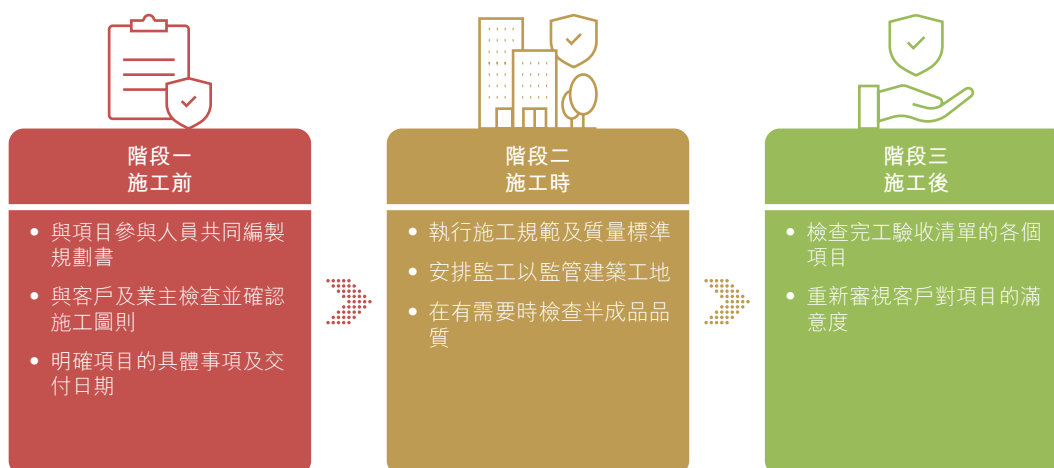 階段一
施工前
與項目參與人員共同編製
規劃書
與客戶及業主檢查並確認
施工圖則
明確項目的具體事項及交
付日期
階段二
施工時
執行施工規範及質量標準
安排監工以監管建築工地
在有需要時檢查半成品品
質
階段三
施工後
檢查完工驗收清單的各個
項目
重新審視客戶對項目的滿
意度